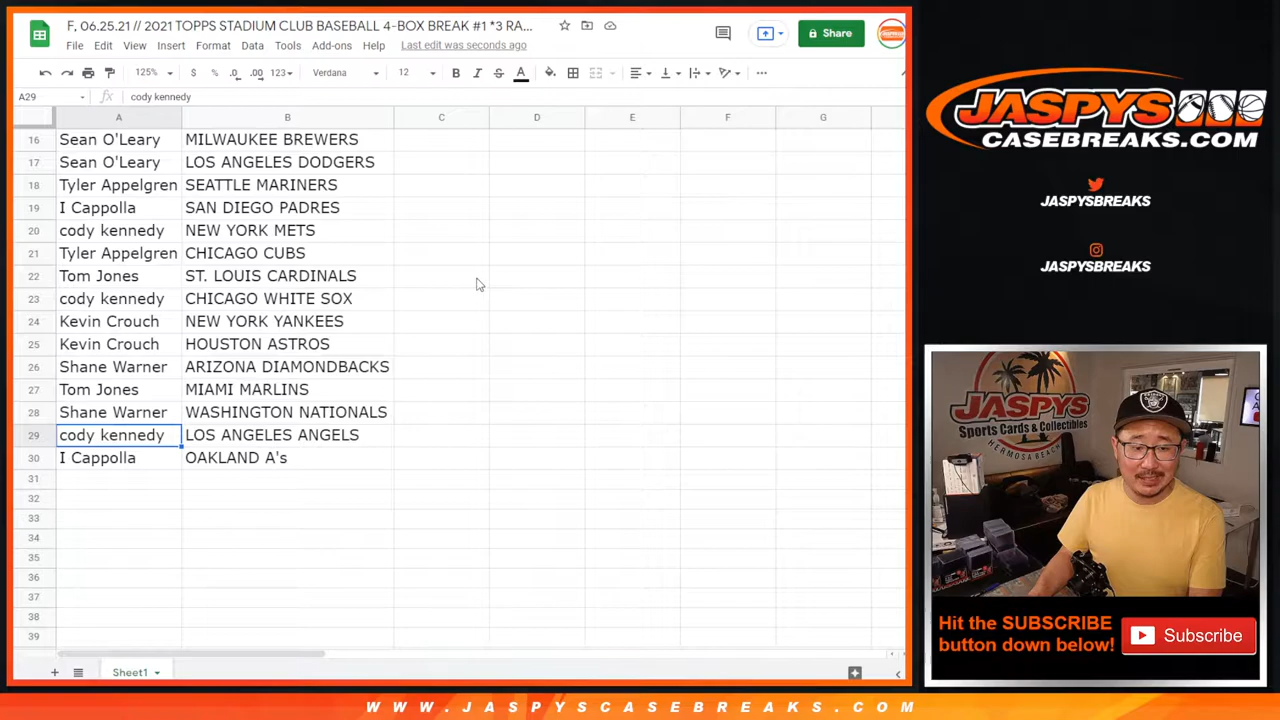 F, 06.25.21 // 2021 TOPPS STADIUM CLUB BASEBALL 4-BOX BREAK #1 *3 RA...
File Edit View Insert Format Data Tools Add-ons Help Last edit was seconds ago
Share
125% $ % .0 .00 123 Verdana 12 B I S A
A29 fx cody kennedy
A B C D E F G
16 Sean O'Leary MILWAUKEE BREWERS
17 Sean O'Leary LOS ANGELES DODGERS
18 Tyler Appelgren SEATTLE MARINERS
19 I Cappolla SAN DIEGO PADRES
20 cody kennedy NEW YORK METS
21 Tyler Appelgren CHICAGO CUBS
22 Tom Jones ST. LOUIS CARDINALS
23 cody kennedy CHICAGO WHITE SOX
24 Kevin Crouch NEW YORK YANKEES
25 Kevin Crouch HOUSTON ASTROS
26 Shane Warner ARIZONA DIAMONDBACKS
27 Tom Jones MIAMI MARLINS
28 Shane Warner WASHINGTON NATIONALS
29 cody kennedy LOS ANGELES ANGELS
30 I Cappolla OAKLAND A's
31
32
33
34
35
36
37
38
39
Sheet1
JASPYS
CASEBREAKS.COM
JASPYSBREAKS
JASPYSBREAKS
JASPYS
Sports Cards & Collectibles
HERMOSA BEACH
Hit the SUBSCRIBE
button down below!
Subscribe
WWW.JASPYSCASEBREAKS.COM